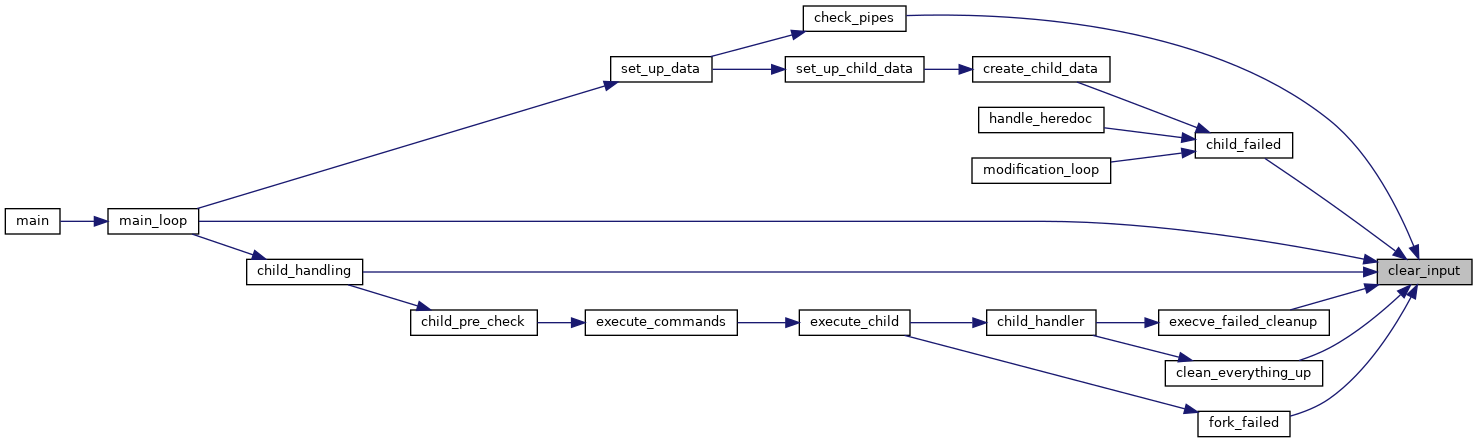 check_pipes
set_up_data
set_up_child_data
create_child_data
handle_heredoc
child_failed
modification_loop
main
main_loop
child_handling
clear_input
child_pre_check
execute_commands
execute_child
child_handler
execve_failed_cleanup
clean_everything_up
fork_failed